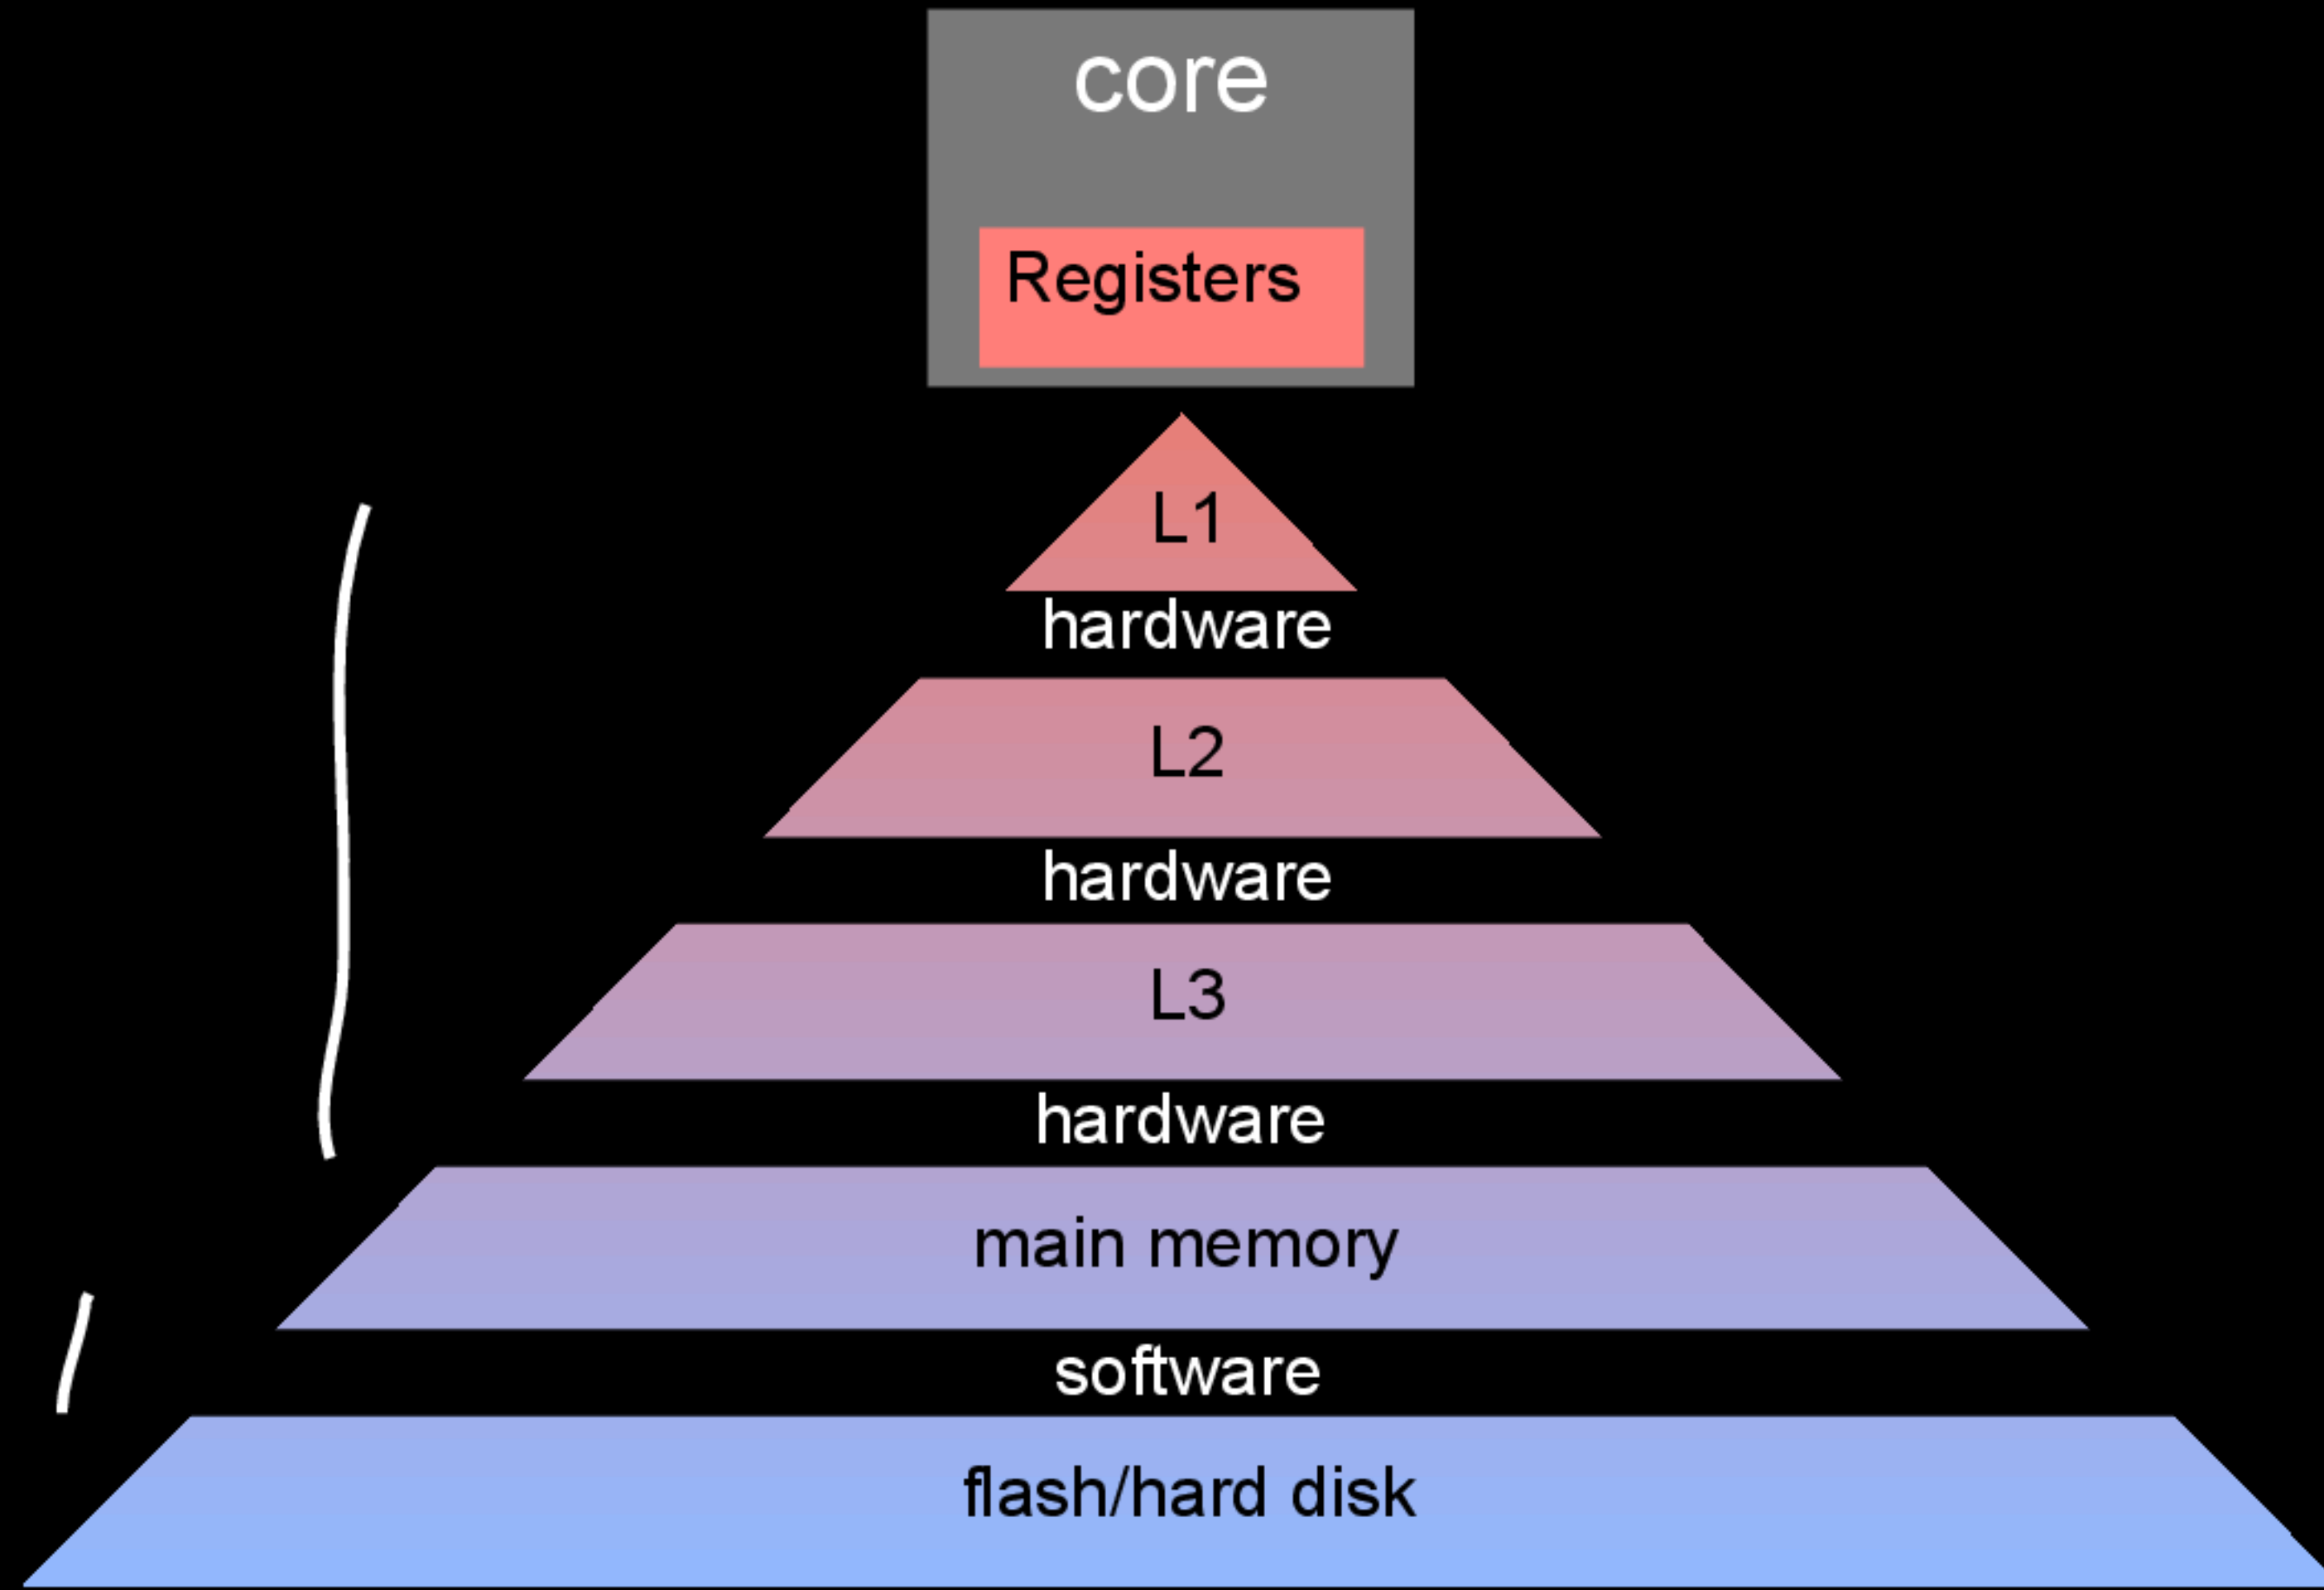 core
Registers
L1
hardware
L2
hardware
L3
hardware
main memory
software
flash/hard disk